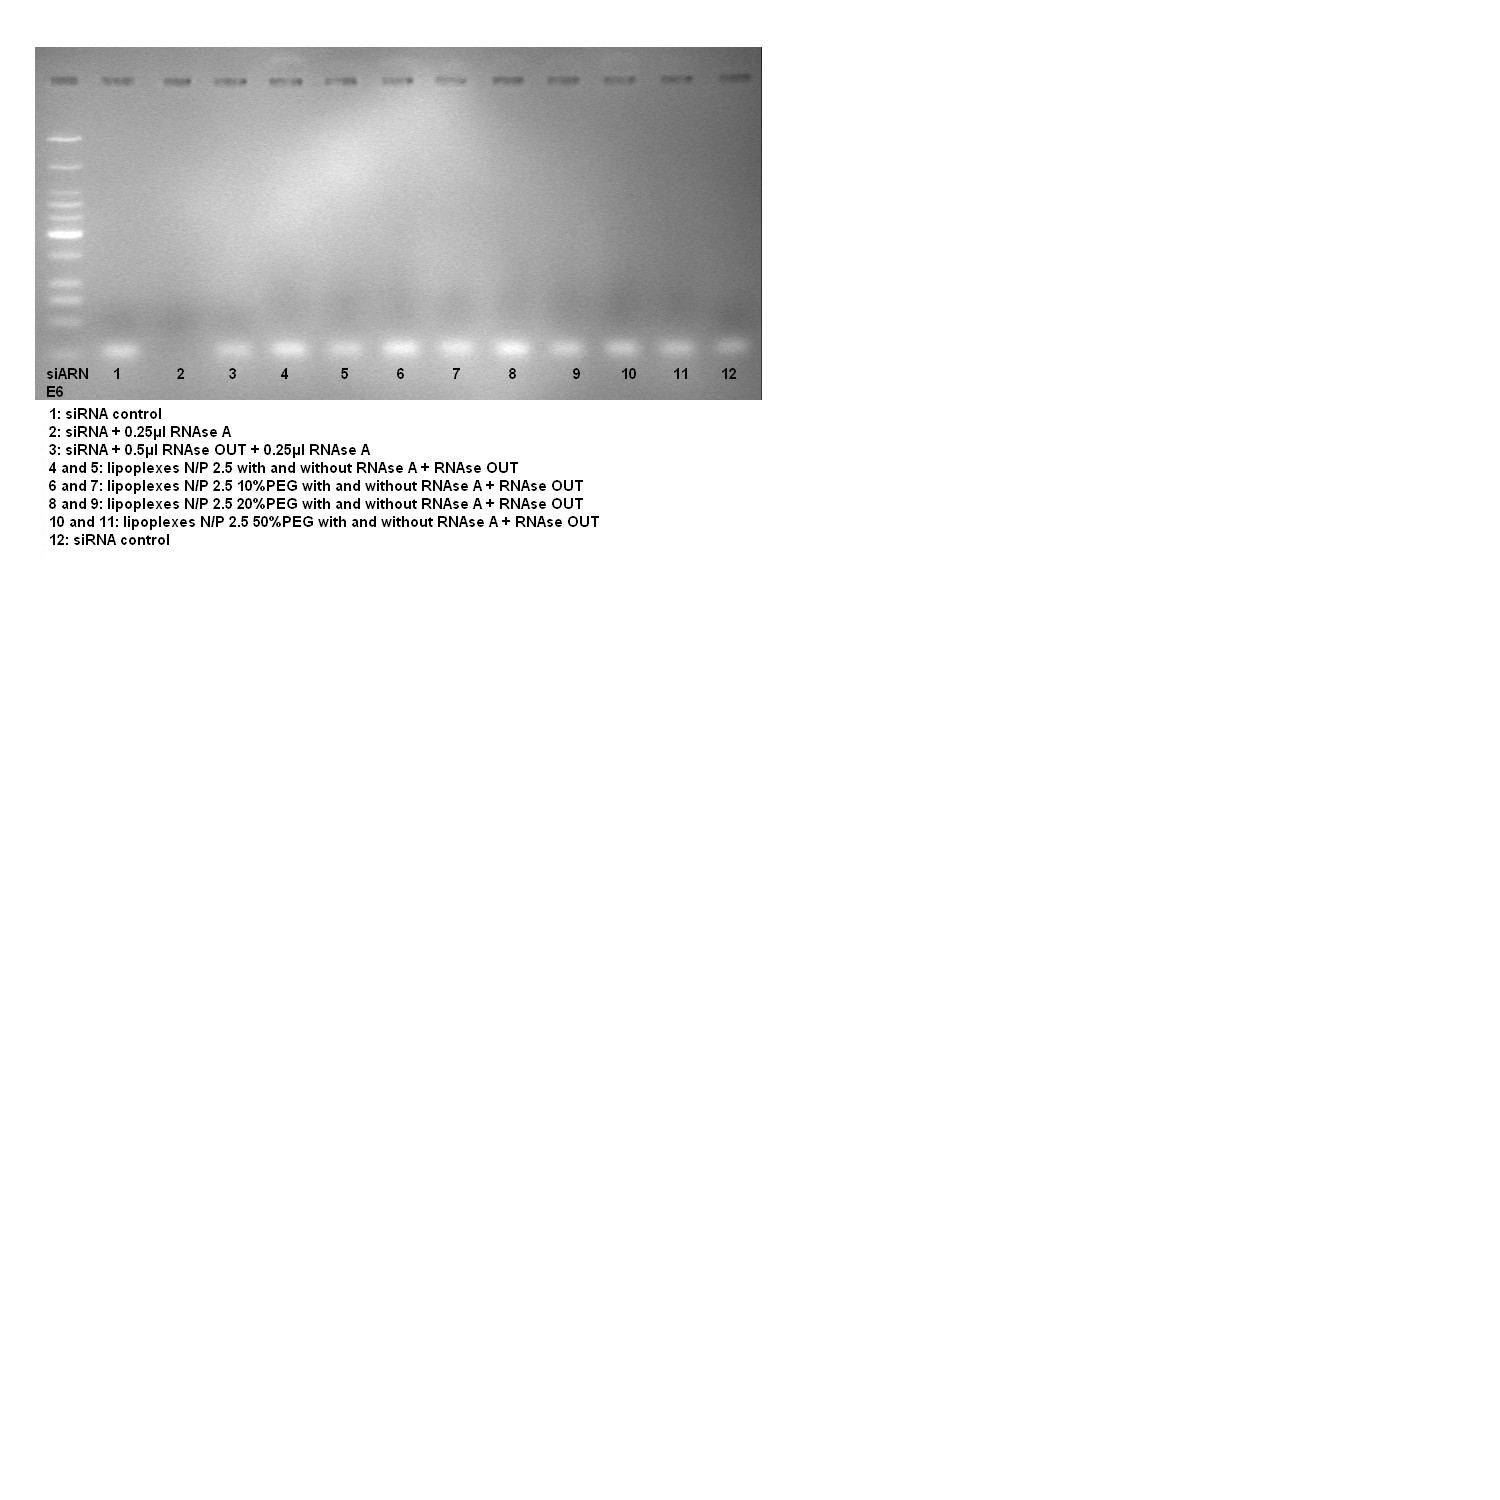 siARN 1 2 3 4 5 6 7 8 9 10 11 12
E6
1: siRNA control
2: siRNA + 0.25µl RNAse A
3: siRNA + 0.5µl RNAse OUT + 0.25µl RNAse A
4 and 5: lipoplexes N/P 2.5 with and without RNAse A + RNAse OUT
6 and 7: lipoplexes N/P 2.5 10%PEG with and without RNAse A + RNAse OUT
8 and 9: lipoplexes N/P 2.5 20%PEG with and without RNAse A + RNAse OUT
10 and 11: lipoplexes N/P 2.5 50%PEG with and without RNAse A + RNAse OUT
12: siRNA control